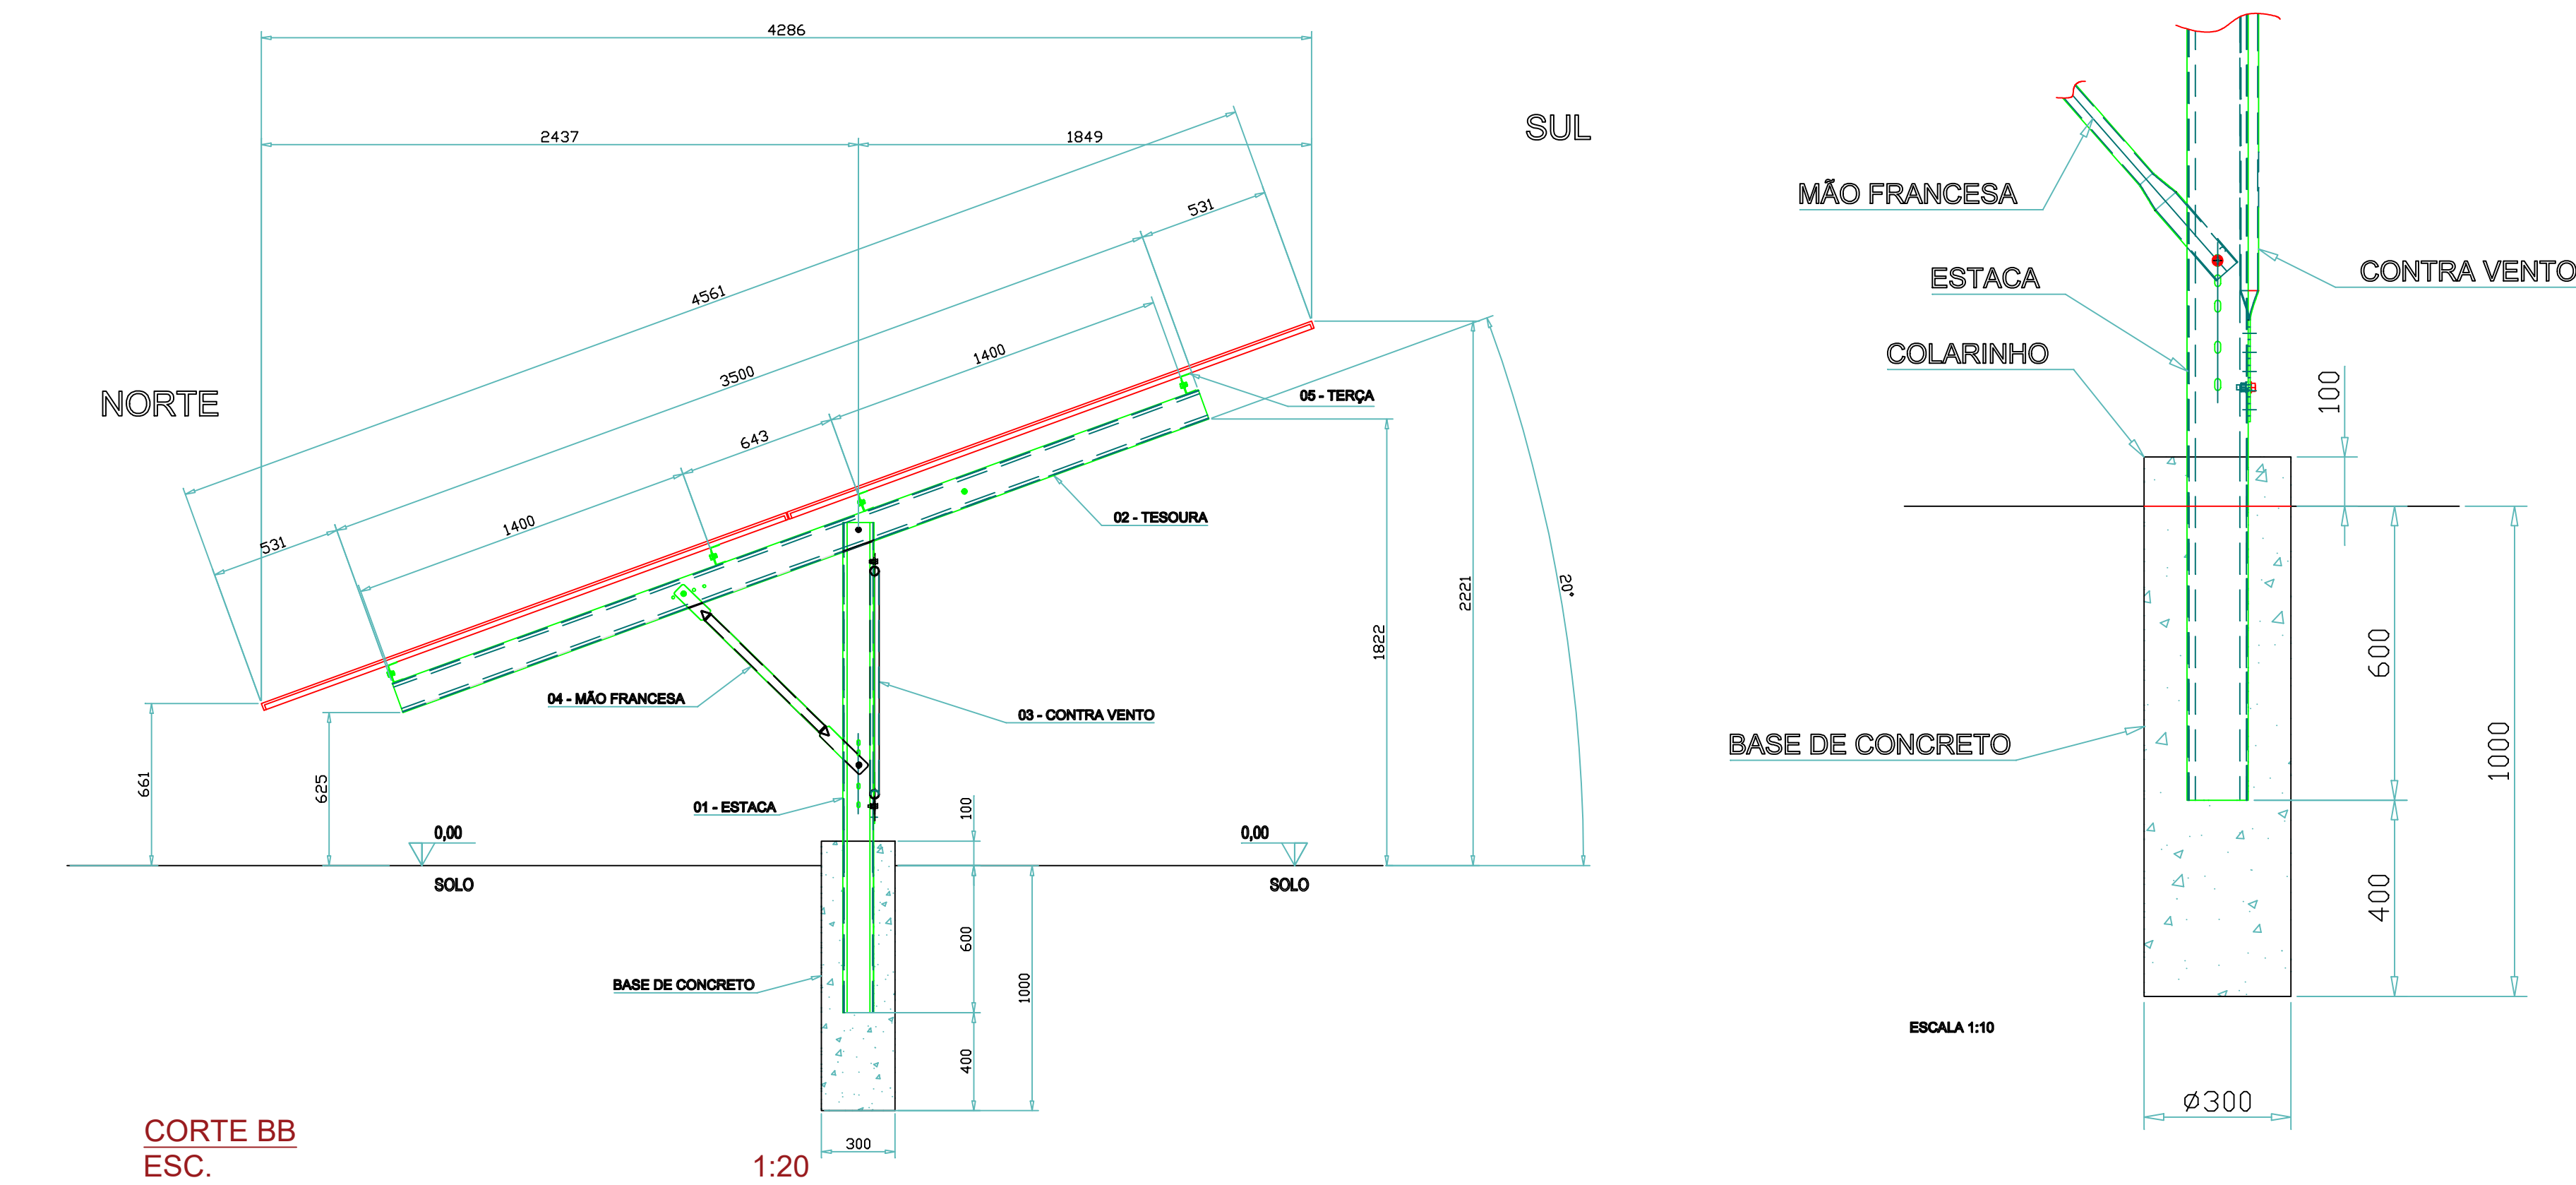 4286
2437
1849
SUL
4561
531
3500
1400
NORTE
643
05 - TERÇA
1400
531
02 - TESOURA
20°
2221
1822
04 - MÃO FRANCESA
03 - CONTRA VENTO
661
625
01 - ESTACA
100
0,00
0,00
SOLO
SOLO
600
BASE DE CONCRETO
1000
400
300
CORTE BB
ESC.
1:20
MÃO FRANCESA
ESTACA
CONTRA VENTO
COLARINHO
100
600
BASE DE CONCRETO
1000
400
ESCALA 1:10
Ø300